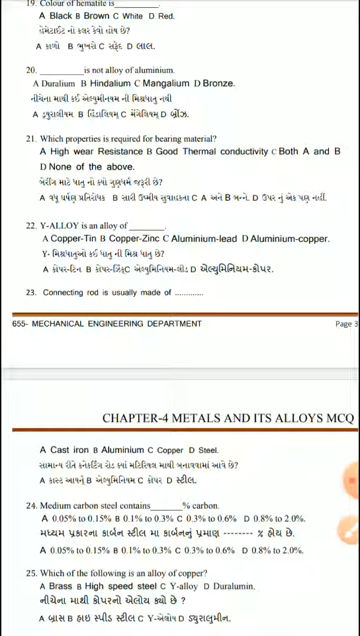 19. Colour of hematite is__________.
A Black B Brown C White D Red.
હેમેટાઈટ નો કલર કેવો હોય છે?
A કાળો B ભુખરો C સફેદ D લાલ.
20. __________is not alloy of aluminium.
A Duralium B Hindalium C Mangalium D Bronze.
નીચેના માથી કઈ એલ્યુમીનયમ ની મિશ્રધાતુ નથી
A ડ્યુરાલીયમ B હિંડાલિયમ C મેંગેલિયમ D બ્રોંઝ.
21. Which properties is required for bearing material?
A High wear Resistance B Good Thermal conductivity C Both A and B
D None of the above.
બેરીંગ માટે ધાતુ નો ક્યો ગુણધર્મ જરૂરી છે?
A વધુ ઘર્ષણ પ્રતિરોધક B સારી ઉષ્મીય સુવાહકતા C A અને B બન્ને. D ઉપર નું એક પણ નહીં.
22. Y-ALLOY is an alloy of ________.
A Copper-Tin B Copper-Zinc C Aluminium-lead D Aluminium-copper.
Y- મિશ્રધાતુઓ કઈ ધાતુ ની મિશ્ર ધાતુ છે?
A કોપર-ટિન B કોપર-ઝિંકC એલ્યુમિનિયમ-લીડ D એલ્યુમિનિયમ-કોપર.
23. Connecting rod is usually made of .............
655- MECHANICAL ENGINEERING DEPARTMENT Page 3
CHAPTER-4 METALS AND ITS ALLOYS MCQ
A Cast iron B Aluminium C Copper D Steel.
સામાન્ય રીતે કનેક્ટિંગ રોડ ક્યાં મટિરિયલ માથી બનાવવામાં આવે છે?
A કાસ્ટ આયર્ન B એલ્યુમિનિયમ C કોપર D સ્ટીલ.
24. Medium carbon steel contains________% carbon.
A 0.05% to 0.15% B 0.1% to 0.3% C 0.3% to 0.6% D 0.8% to 2.0%.
મધ્યમ પ્રકારના કાર્બન સ્ટીલ મા કાર્બનનું પ્રમાણ -------- % હોય છે.
A 0.05% to 0.15% B 0.1% to 0.3% C 0.3% to 0.6% D 0.8% to 2.0%.
25. Which of the following is an alloy of copper?
A Brass B High speed steel C Y-alloy D Duralumin.
નીચેના માથી કોપરનો એલોય ક્યો છે ?
A બ્રાસ B હાઇ સ્પીડ સ્ટીલ C Y-એલોય D ડ્યુરાલુમીન.